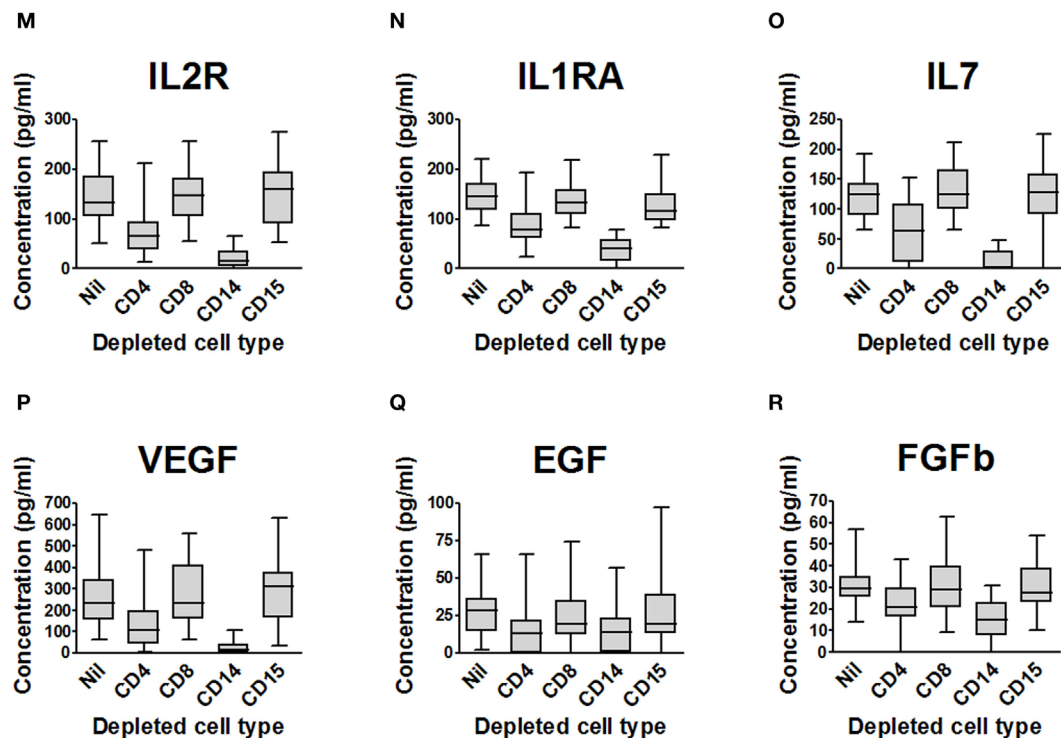 M
IL2R
Concentration (pg/ml)
300
200
100
0
Nil
CD4
CD8
CD14
CD15
Depleted cell type
N
IL1RA
Concentration (pg/ml)
300
200
100
0
Nil
CD4
CD8
CD14
CD15
Depleted cell type
O
IL7
Concentration (pg/ml)
250
200
150
100
50
0
Nil
CD4
CD8
CD14
CD15
Depleted cell type
P
VEGF
Concentration (pg/ml)
700
600
500
400
300
200
100
0
Nil
CD4
CD8
CD14
CD15
Depleted cell type
Q
EGF
Concentration (pg/ml)
100
75
50
25
0
Nil
CD4
CD8
CD14
CD15
Depleted cell type
R
FGFb
Concentration (pg/ml)
70
60
50
40
30
20
10
0
Nil
CD4
CD8
CD14
CD15
Depleted cell type